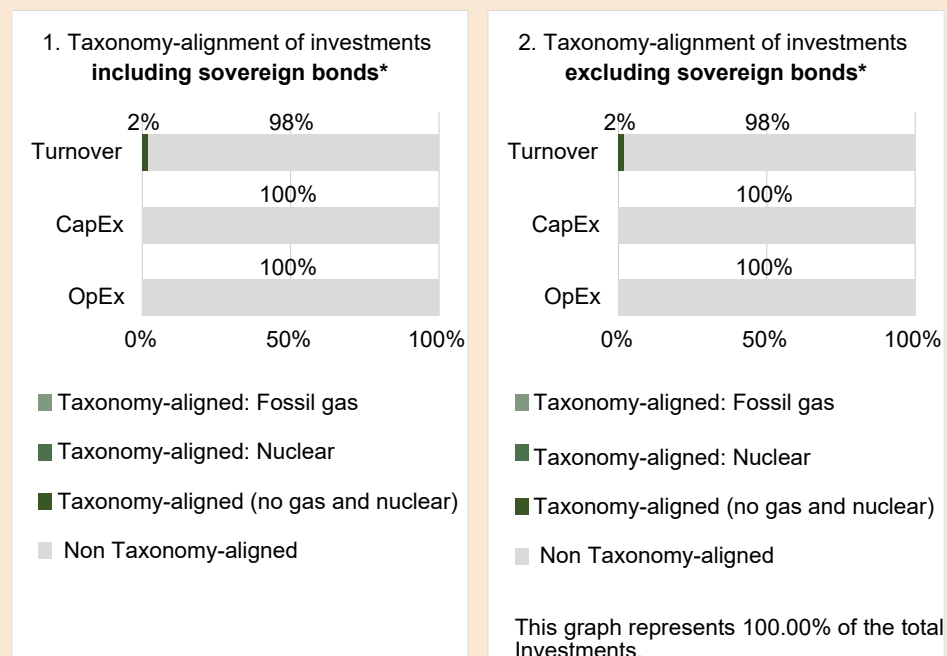 1. Taxonomy-alignment of investments
including sovereign bonds*
2% 98%
Turnover
100%
CapEx
100%
OpEx
0% 50% 100%
Taxonomy-aligned: Fossil gas
Taxonomy-aligned: Nuclear
Taxonomy-aligned (no gas and nuclear)
Non Taxonomy-aligned
2. Taxonomy-alignment of investments
excluding sovereign bonds*
2% 98%
Turnover
100%
CapEx
100%
OpEx
0% 50% 100%
Taxonomy-aligned: Fossil gas
Taxonomy-aligned: Nuclear
Taxonomy-aligned (no gas and nuclear)
Non Taxonomy-aligned
This graph represents 100.00% of the total
Investments.